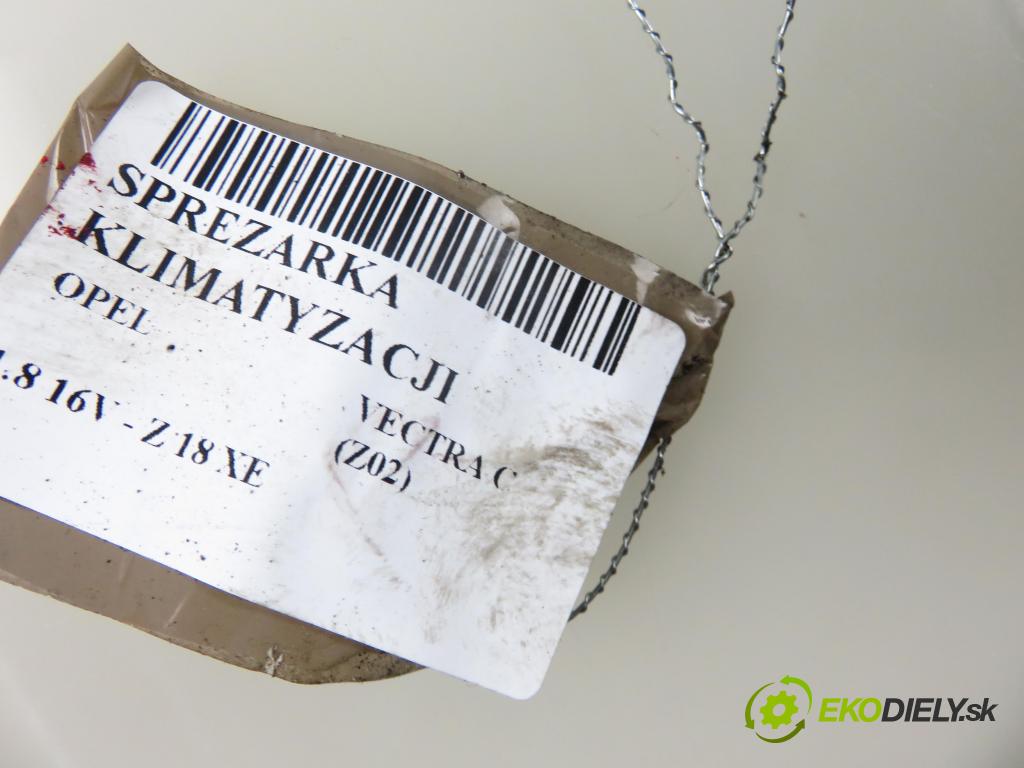 SPREZARKA
KLIMATYZACJI
OPEL
VECTRA C
(Z02)
.8 16V - Z 18 XE
EKODIELY.sk